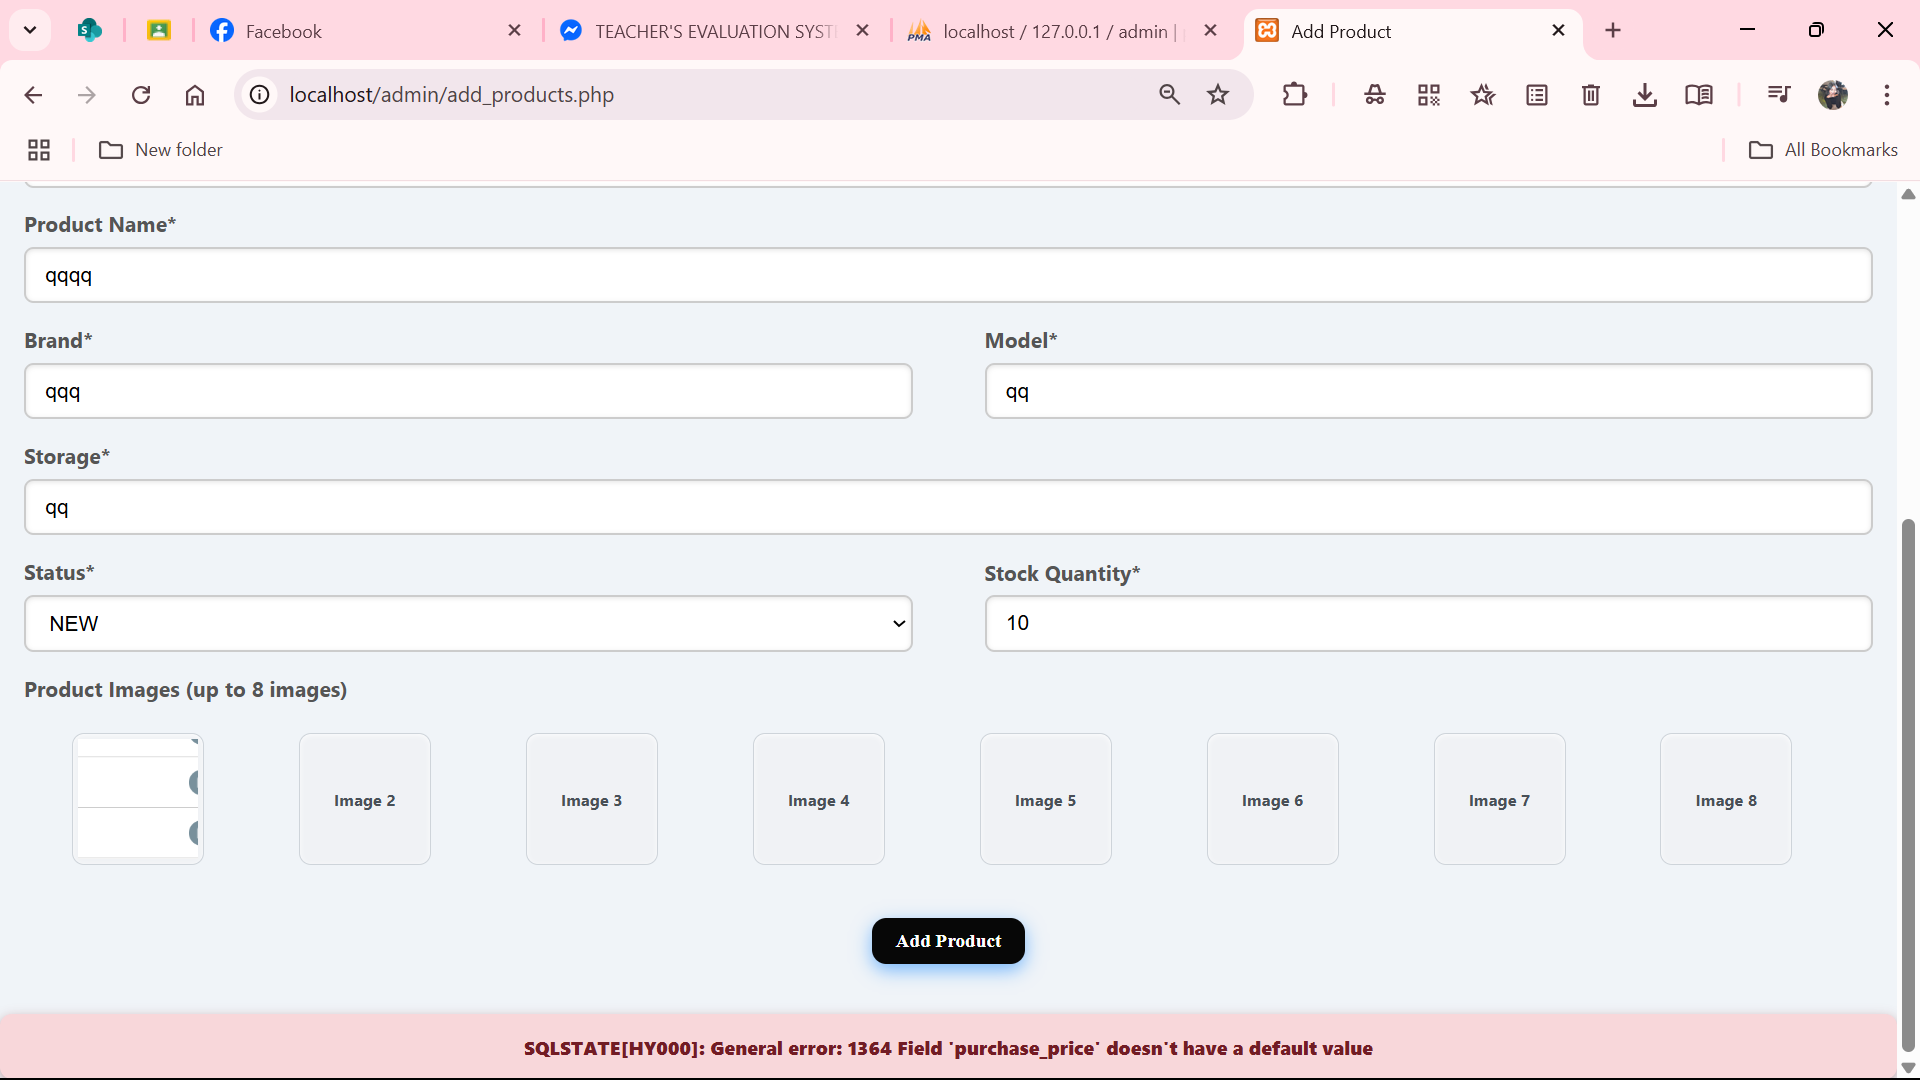 Facebook
TEACHER'S EVALUATION SYST
localhost / 127.0.0.1 / admin |
Add Product
localhost/admin/add_products.php
New folder
All Bookmarks
Product Name*
qqqq
Brand*
Model*
qqq
qq
Storage*
qq
Status*
Stock Quantity*
NEW
10
Product Images (up to 8 images)
Image 2
Image 3
Image 4
Image 5
Image 6
Image 7
Image 8
Add Product
SQLSTATE[HY000]: General error: 1364 Field 'purchase_price' doesn't have a default value